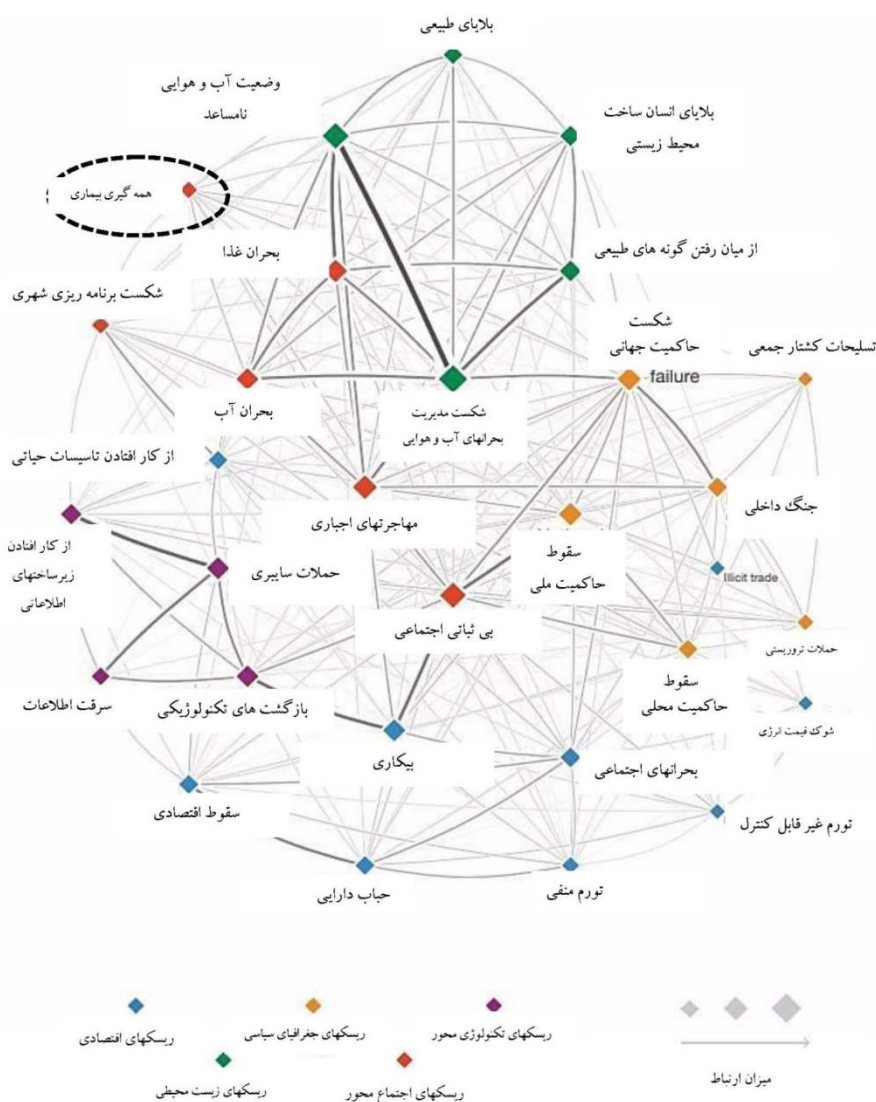 بلایای طبیعی
وضعیت آب و هوایی
نامساعد
بلایای انسان ساخت
محیط زیستی
همه گیری بیماری
بحران غذا
از میان رفتن گونه های طبیعی
شکست برنامه ریزی شهری
شکست
حاکمیت جهانی
failure
تسلیحات کشتار جمعی
بحران آب
شکست مدیریت
بحرانهای آب و هوایی
از کار افتادن تاسیسات حیاتی
مهاجرتهای اجباری
جنگ داخلی
از کار افتادن
زیرساختهای
اطلاعاتی
حملات سایبری
سقوط
حاکمیت ملی
Illicit trade
بی ثباتی اجتماعی
حملات تروریستی
سرقت اطلاعات
بازگشت های تکنولوژیکی
سقوط
حاکمیت محلی
شوک قیمت انرژی
بیکاری
بحرانهای اجتماعی
سقوط اقتصادی
تورم غیر قابل کنترل
حباب دارایی
تورم منفی
ریسکهای تکنولوژی محور
ریسکهای جغرافیای سیاسی
ریسکهای اقتصادی
ریسکهای اجتماع محور
ریسکهای زیست محیطی
میزان ارتباط